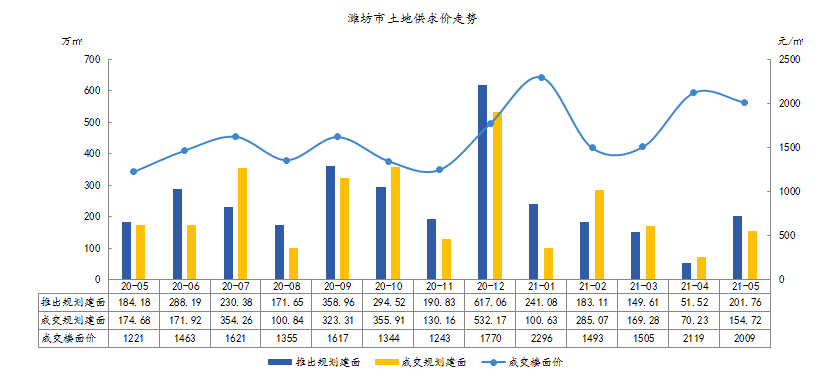 潍坊市土地供求价走势
万㎡ 元/㎡
700 2500
600
500 2000
400 1500
300
200 1000
100 500
0 0
20-05 20-06 20-07 20-08 20-09 20-10 20-11 20-12 21-01 21-02 21-03 21-04 21-05
推出规划建面 184.18 288.19 230.38 171.65 358.96 294.52 190.83 617.06 241.08 183.11 149.61 51.52 201.76
成交规划建面 174.68 171.92 354.26 100.84 323.31 355.91 130.16 532.17 100.63 285.07 169.28 70.23 154.72
成交楼面价 1221 1463 1621 1355 1617 1344 1243 1770 2296 1493 1505 2119 2009
推出规划建面 成交规划建面 成交楼面价